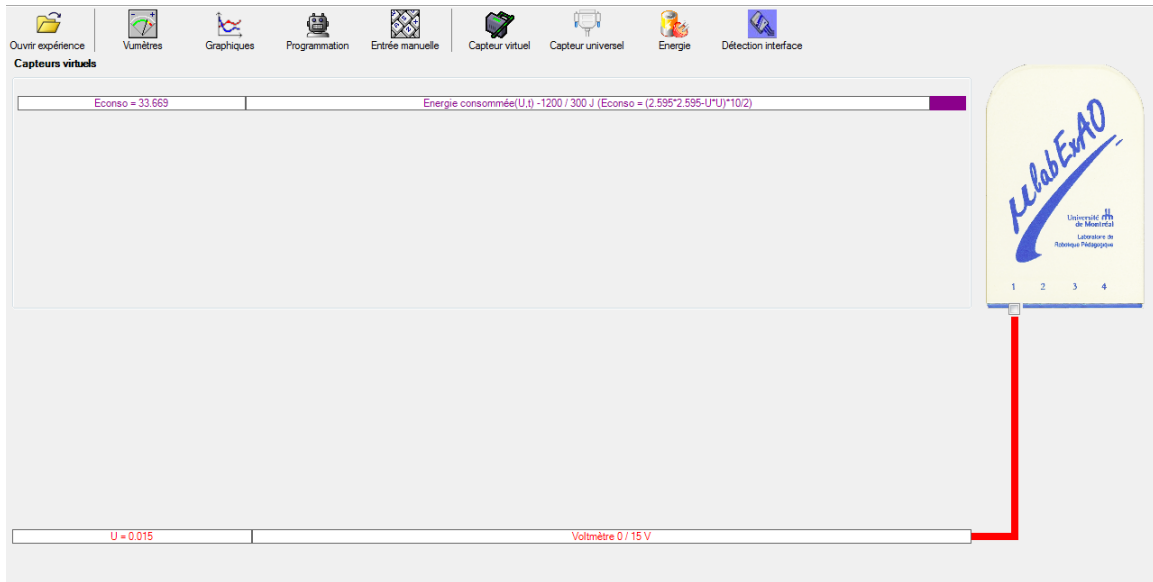 Ouvrir expérience Vumètres Graphiques Programmation Entrée manuelle Capteur virtuel Capteur universel Energie Détection interface
Capteurs virtuels
Econso = 33.669 Energie consommée(U,t) -1200 / 300 J (Econso = (2.595*2.595-U*U)*10/2)
µlabExAO
Université
de Montréal
Laboratoire de
Robotique Pédagogique
1 2 3 4
U = 0.015 Voltmètre 0 / 15 V